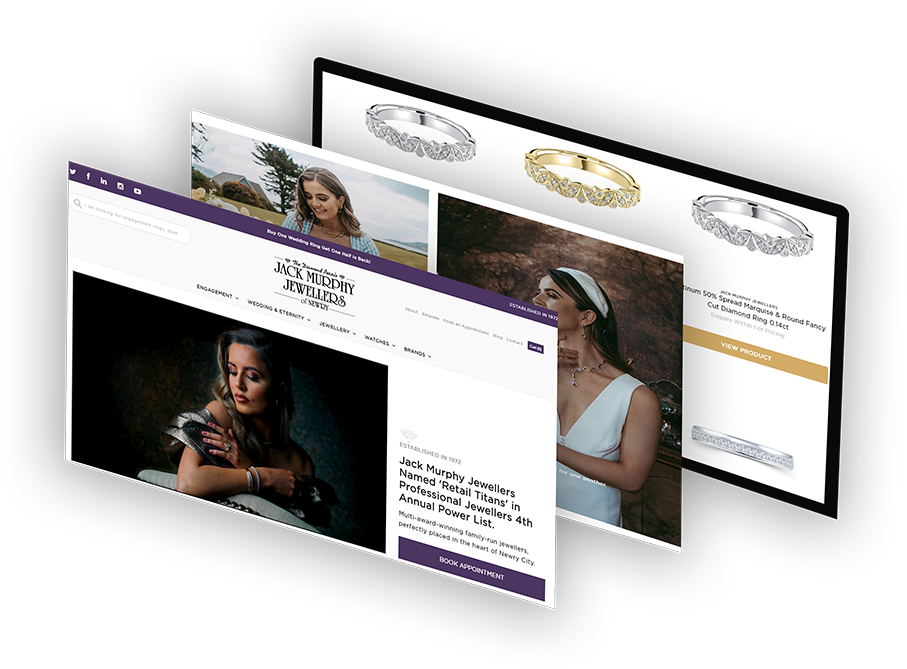 I am looking for engagement rings, diam
Buy One Wedding Ring Get One Half is Back!
ESTABLISHED IN 1972
The Diamond People
JACK MURPHY
JEWELLERS
of NEWRY
About Bespoke Book an Appointment Blog Contact Cart (0)
ENGAGEMENT WEDDING & ETERNITY JEWELLERY WATCHES BRANDS
ESTABLISHED IN 1972
Jack Murphy Jewellers
Named 'Retail Titans' in
Professional Jewellers 4th
Annual Power List.
Multi-award-winning family-run jewellers,
perfectly placed in the heart of Newry City.
BOOK APPOINTMENT
for one another
JACK MURPHY JEWELLERS
tinum 50% Spread Marquise & Round Fancy
Cut Diamond Ring 0.14ct
Enquire Within For Pricing
VIEW PRODUCT